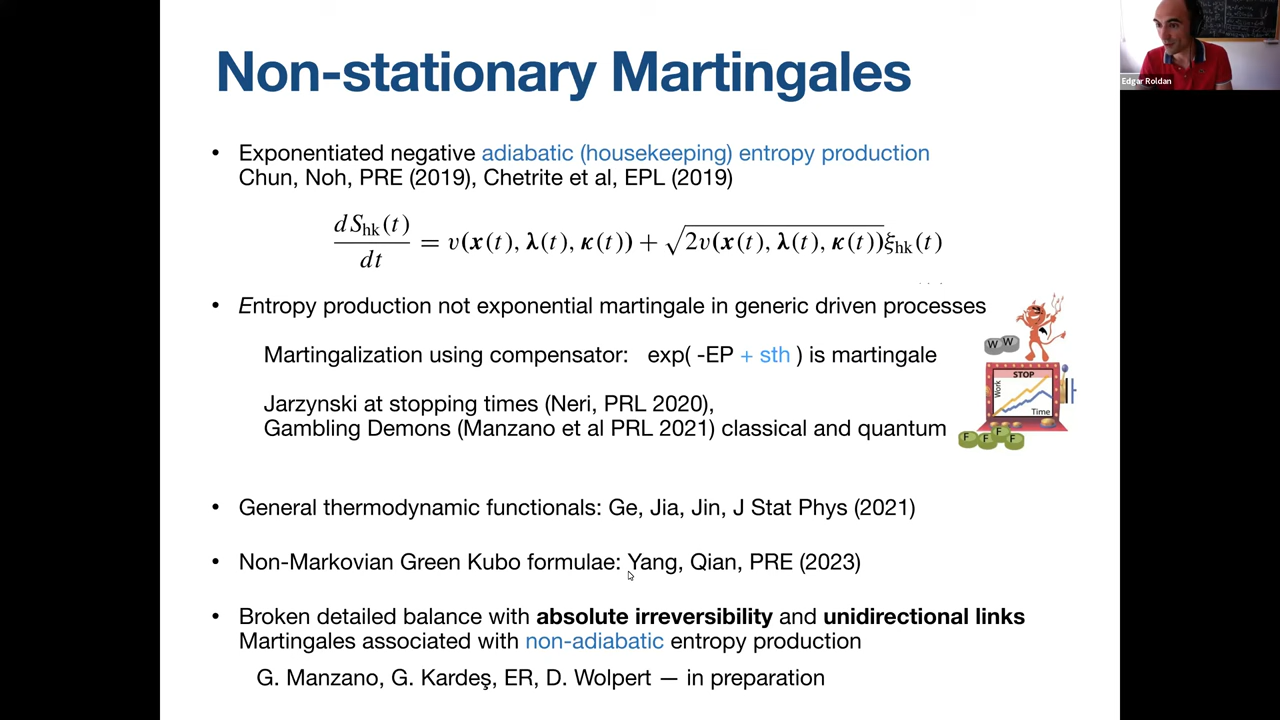 Non-stationary Martingales
Edgar Roldan
• Exponentiated negative adiabatic (housekeeping) entropy production
Chun, Noh, PRE (2019), Chetrite et al, EPL (2019)
dS_hk(t)/dt = v(x(t), λ(t), κ(t)) + √2v(x(t), λ(t), κ(t)) ξ_hk(t)
• Entropy production not exponential martingale in generic driven processes
Martingalization using compensator: exp( -EP + sth ) is martingale
Jarzynski at stopping times (Neri, PRL 2020),
Gambling Demons (Manzano et al PRL 2021) classical and quantum
W W
STOP
Work
Time
F F F F
• General thermodynamic functionals: Ge, Jia, Jin, J Stat Phys (2021)
• Non-Markovian Green Kubo formulae: Yang, Qian, PRE (2023)
• Broken detailed balance with absolute irreversibility and unidirectional links
Martingales associated with non-adiabatic entropy production
G. Manzano, G. Kardeş, ER, D. Wolpert — in preparation